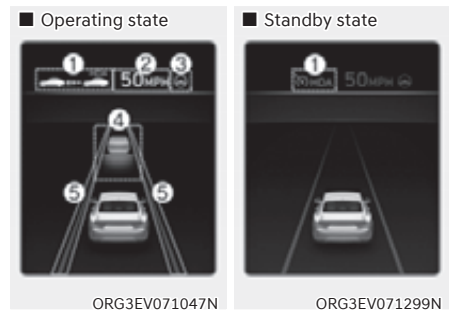 ■ Operating state
① 50MPH ② ③
④
⑤ ⑤
ORG3EV071047N
■ Standby state
① HDA 50MPH
ORG3EV071299N